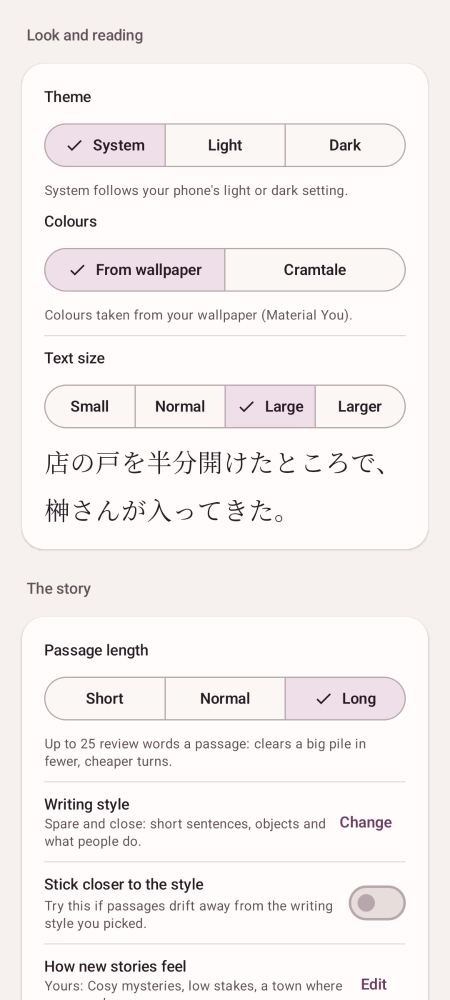 Look and reading
Theme
System Light Dark
System follows your phone's light or dark setting.
Colours
From wallpaper Cramtale
Colours taken from your wallpaper (Material You).
Text size
Small Normal Large Larger
店の戸を半分開けたところで、
榊さんが入ってきた。
The story
Passage length
Short Normal Long
Up to 25 review words a passage: clears a big pile in
fewer, cheaper turns.
Writing style
Spare and close: short sentences, objects and
what people do.
Change
Stick closer to the style
Try this if passages drift away from the writing
style you picked.
How new stories feel
Yours: Cosy mysteries, low stakes, a town where
Edit